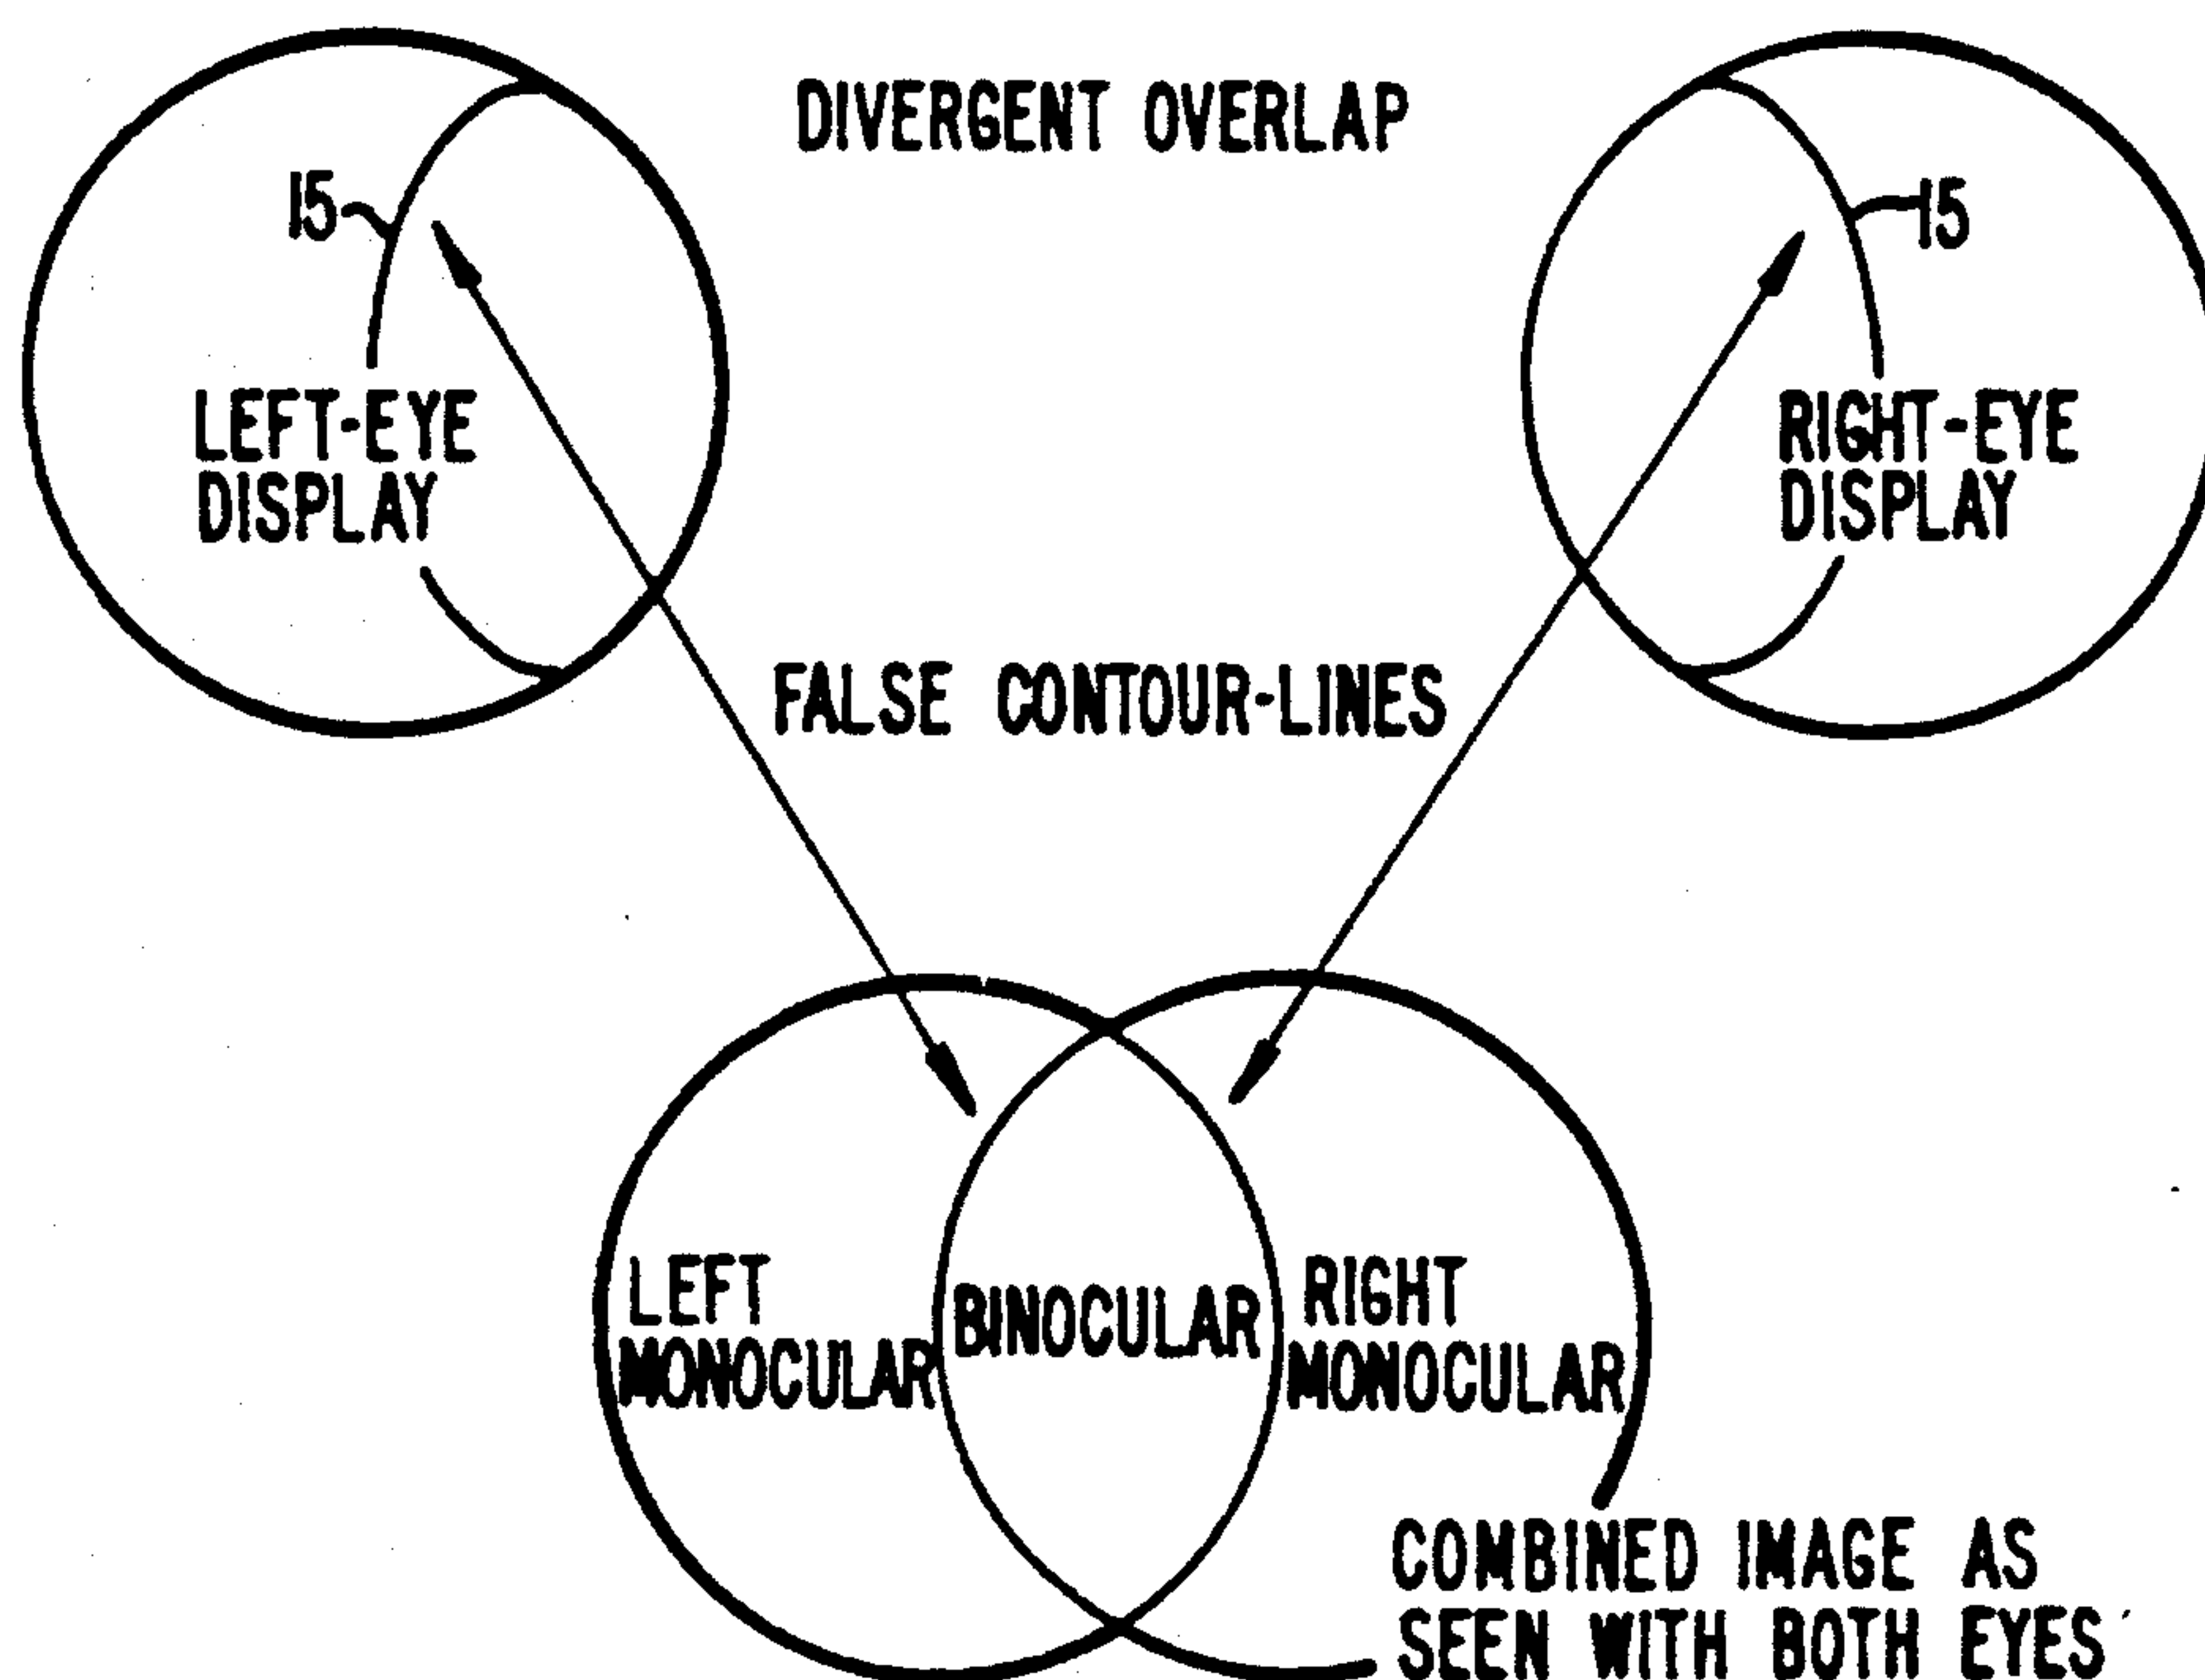 DIVERGENT OVERLAP
15
15
LEFT-EYE
DISPLAY
RIGHT-EYE
DISPLAY
FALSE CONTOUR-LINES
LEFT
MONOCULAR
BINOCULAR
RIGHT
MONOCULAR
COMBINED IMAGE AS
SEEN WITH BOTH EYES